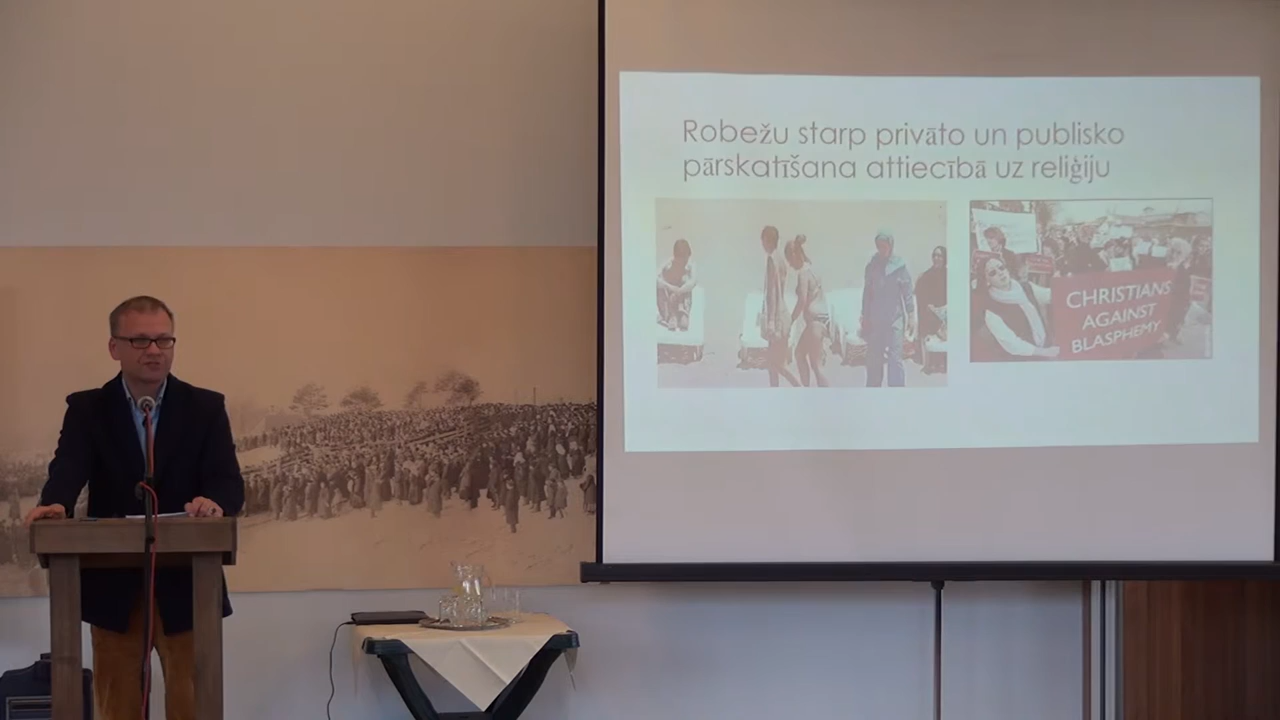 Robežu starp privāto un publisko
pārskatīšana attiecībā uz reliģiju
CHRISTIANS
AGAINST
BLASPHEMY